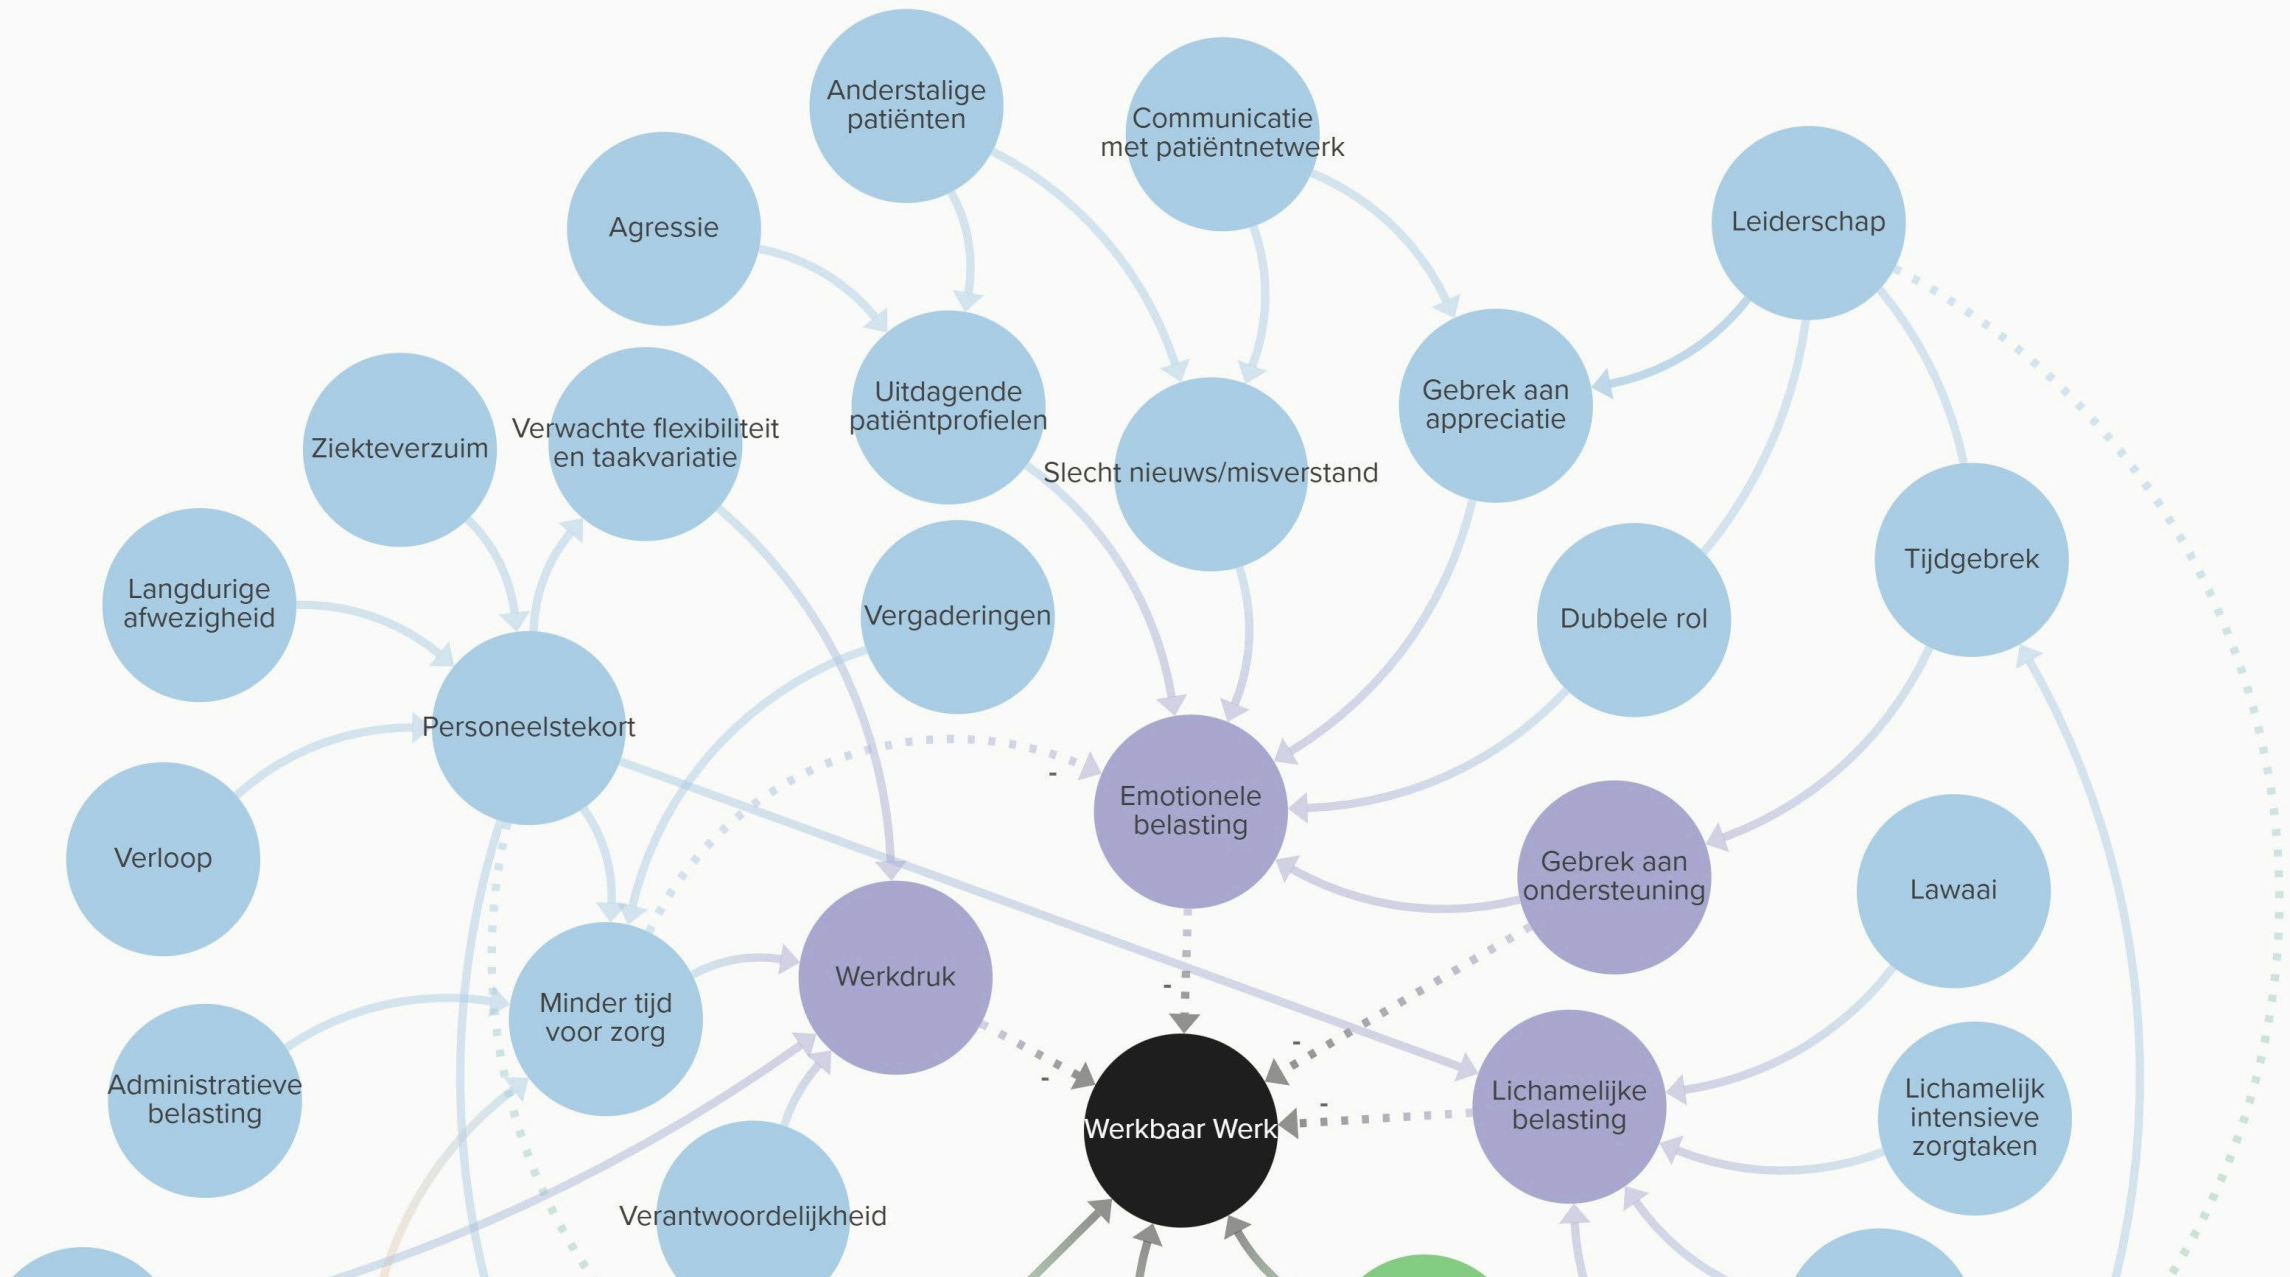 Anderstalige
patiënten
Communicatie
met patiëntnetwerk
Agressie
Leiderschap
Uitdagende
patiëntprofielen
Gebrek aan
appreciatie
Ziekteverzuim
Verwachte flexibiliteit
en taakvariatie
Slecht nieuws/misverstand
Tijdgebrek
Langdurige
afwezigheid
Vergaderingen
Dubbele rol
Personeelstekort
-
Emotionele
belasting
Verloop
Gebrek aan
ondersteuning
Lawaai
Werkdruk
-
Minder tijd
voor zorg
-
-
-
Administratieve
belasting
Werkbaar Werk
Lichamelijke
belasting
Lichamelijk
intensieve
zorgtaken
Verantwoordelijkheid